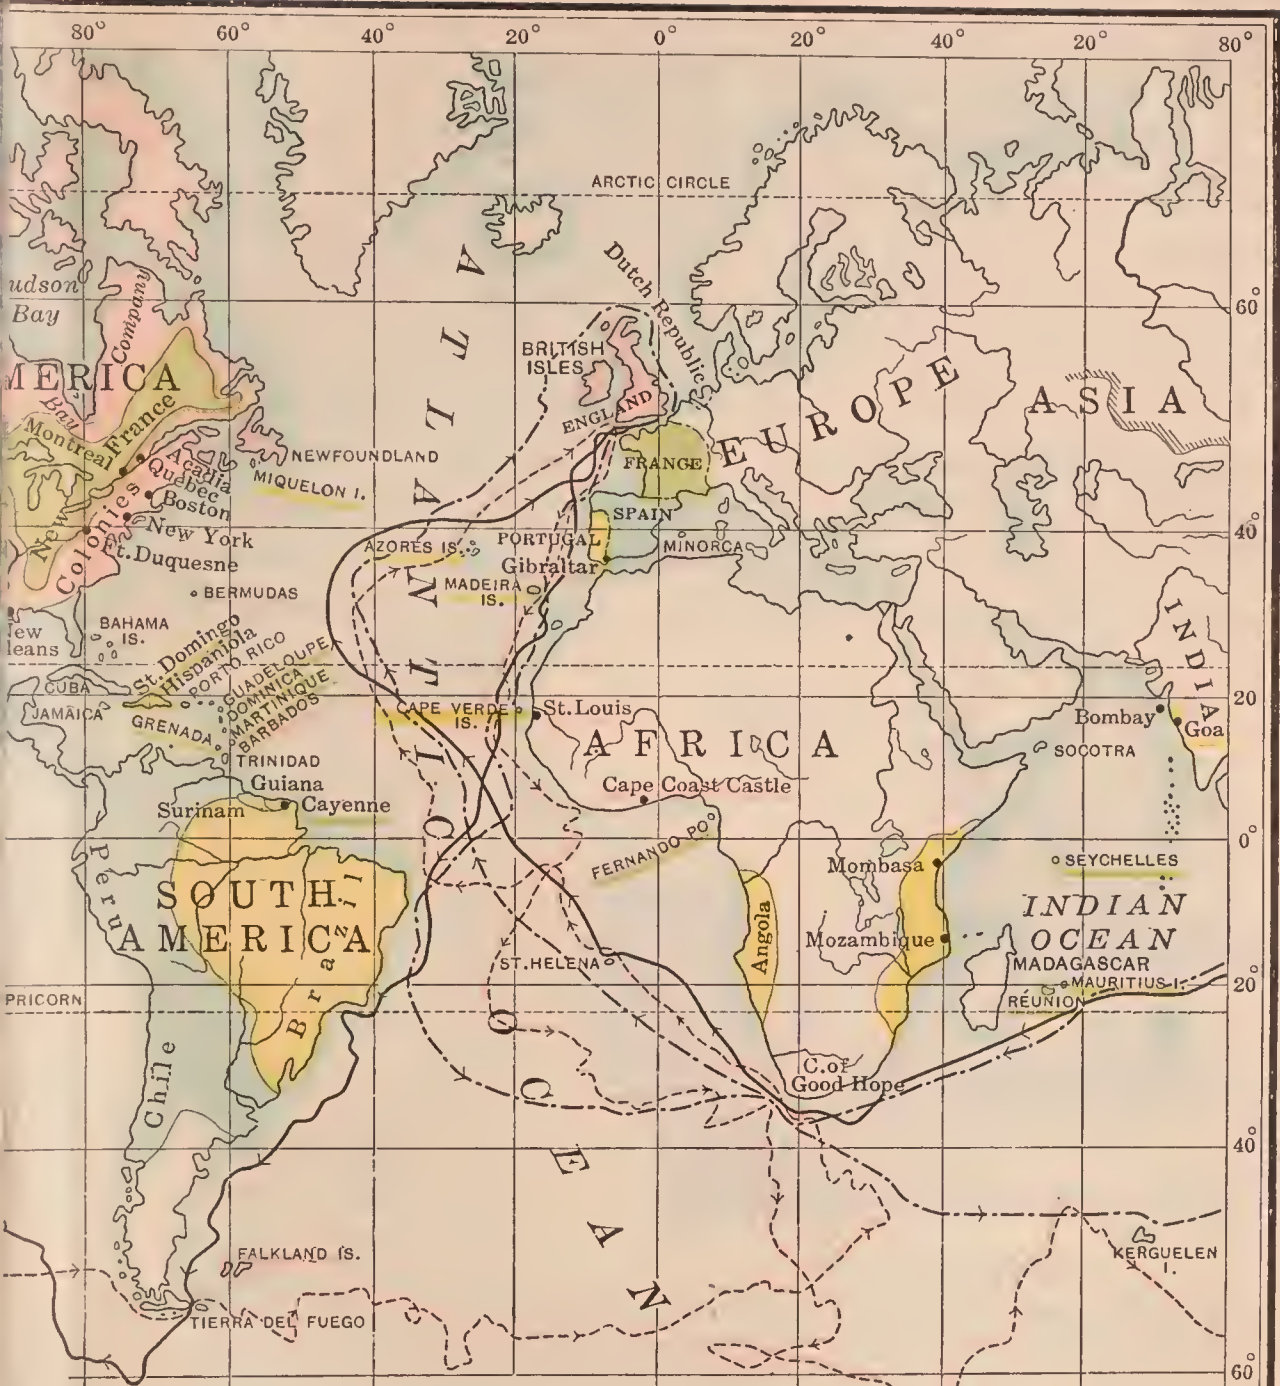 80° 60° 40° 20° 0° 20° 40° 20° 80°
ARCTIC CIRCLE
ATLANTIC OCEAN
Dutch Republic
udson
Bay
Company
60°
BRITISH
ISLES
ENGLAND
MERICA
Bay
EUROPE
ASIA
Montreal
New France
Acadia
Québec
Boston
New York
Ft. Duquesne
Colonies
NEWFOUNDLAND
MIQUELON I.
FRANCE
SPAIN
PORTUGAL
Gibraltar
MINORCA
40°
AZORES IS.
MADEIRA
IS.
BERMUDAS
BAHAMA
IS.
New
leans
St. Domingo
Hispaniola
PORTO RICO
GUADELOUPE
DOMINICA
MARTINIQUE
BARBADOS
CUBA
JAMAICA
GRENADA
TRINIDAD
CAPE VERDE
IS.
St. Louis
INDIA
20°
Bombay
Goa
AFRICA
SOCOTRA
Cape Coast Castle
Guiana
Surinam
Cayenne
FERNANDO PO
0°
Mombasa
SEYCHELLES
Peru
SOUTH
AMERICA
Brazil
Angola
INDIAN
OCEAN
Mozambique
ST. HELENA
MADAGASCAR
MAURITIUS I.
RÉUNION
20°
PRICORN
C. of
Good Hope
Chile
40°
FALKLAND IS.
KERGUELEN
I.
TIERRA DEL FUEGO
60°